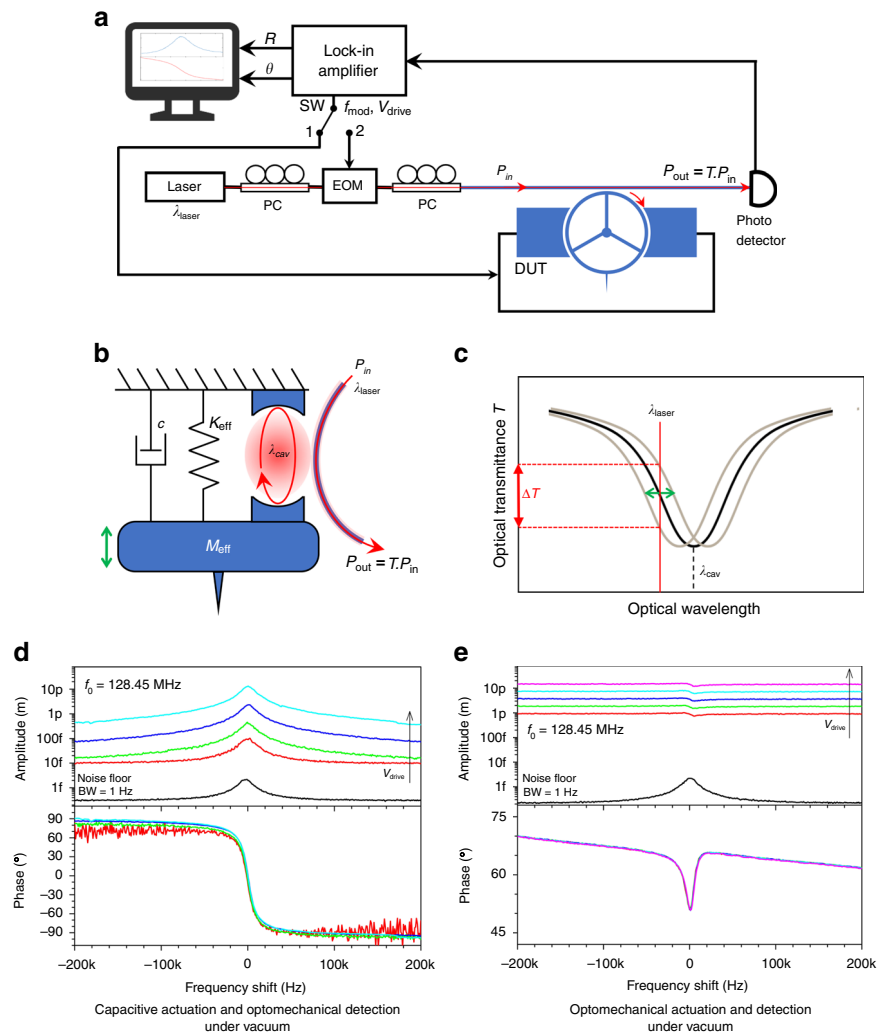 a
R
θ
Lock-in
amplifier
SW
f_mod, V_drive
1
2
Laser
λ_laser
PC
EOM
PC
P_in
P_out = T.P_in
Photo
detector
DUT
b
c
K_eff
λ_cav
P_in
λ_laser
M_eff
P_out = T.P_in
c
Optical transmittance T
λ_laser
ΔT
λ_cav
Optical wavelength
d
f_0 = 128.45 MHz
Amplitude (m)
10p
1p
100f
10f
1f
Noise floor
BW = 1 Hz
V_drive
Phase (°)
90
60
30
0
−30
−60
−90
−200k
−100k
0
100k
200k
Frequency shift (Hz)
Capacitive actuation and optomechanical detection
under vacuum
e
Amplitude (m)
10p
1p
100f
10f
1f
f_0 = 128.45 MHz
V_drive
Noise floor
BW = 1 Hz
Phase (°)
75
60
45
−200k
−100k
0
100k
200k
Frequency shift (Hz)
Optomechanical actuation and detection
under vacuum